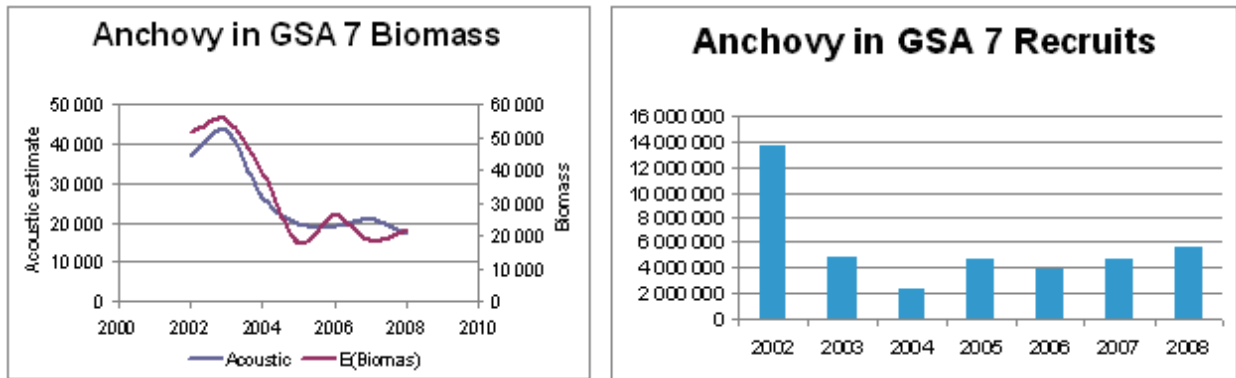 Anchovy in GSA 7 Biomass
Acoustic estimate
50 000
40 000
30 000
20 000
10 000
0
60 000
50 000
40 000
30 000
20 000
10 000
0
Biomass
2000 2002 2004 2006 2008 2010
Acoustic E(Biomas)
Anchovy in GSA 7 Recruits
16 000 000
14 000 000
12 000 000
10 000 000
8 000 000
6 000 000
4 000 000
2 000 000
0
2002 2003 2004 2005 2006 2007 2008